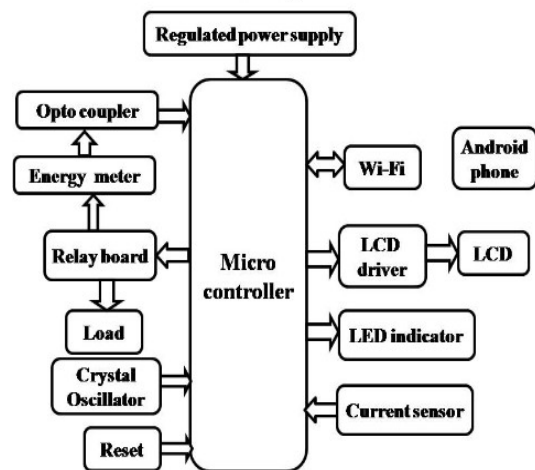 Regulated power supply
Opto coupler
Energy meter
Relay board
Load
Crystal
Oscillator
Reset
Micro
controller
Wi-Fi
Android
phone
LCD
driver
LCD
LED indicator
Current sensor